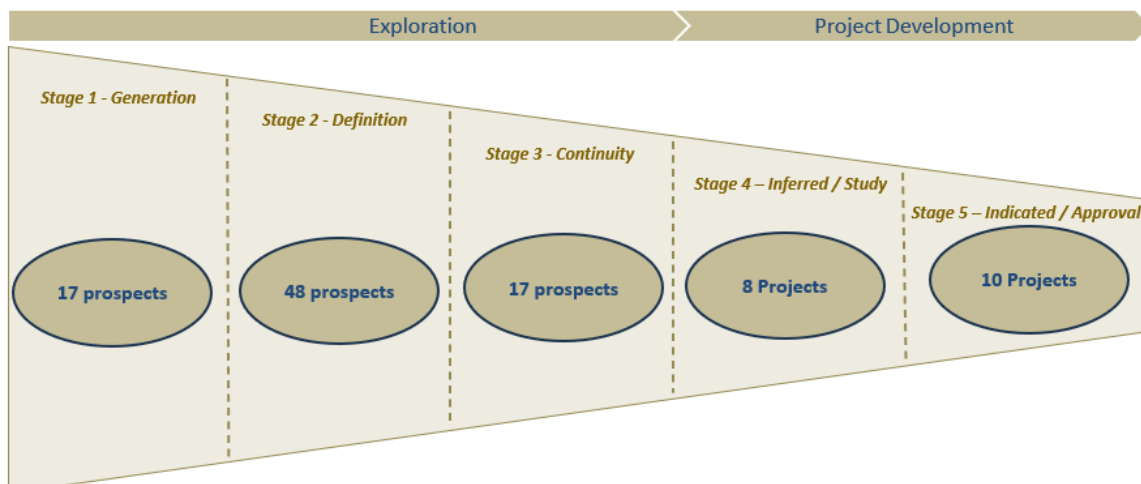 Exploration
Project Development
Stage 1 - Generation
Stage 2 - Definition
Stage 3 - Continuity
Stage 4 – Inferred / Study
Stage 5 – Indicated / Approval
17 prospects
48 prospects
17 prospects
8 Projects
10 Projects